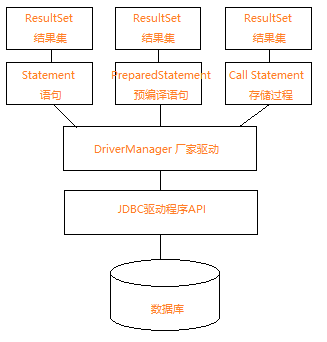 ResultSet
结果集
ResultSet
结果集
ResultSet
结果集
Statement
语句
PreparedStatement
预编译语句
Call Statement
存储过程
DriverManager 厂家驱动
JDBC驱动程序API
数据库